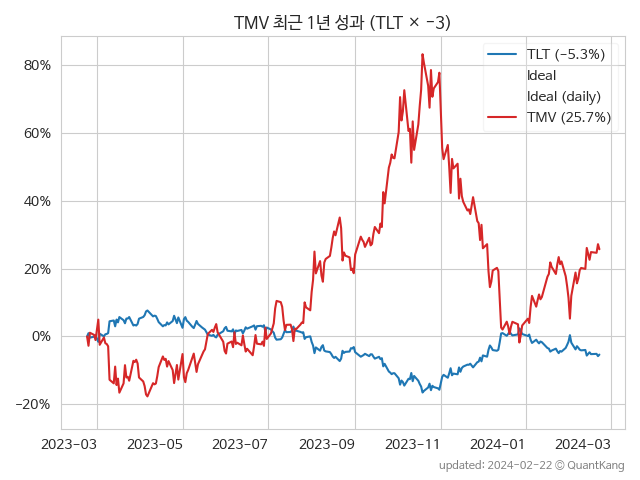 TMV 최근 1년 성과 (TLT × −3)
TLT (−5.3%)
Ideal
Ideal (daily)
TMV (25.7%)
80%
60%
40%
20%
0%
−20%
2023−03
2023−05
2023−07
2023−09
2023−11
2024−01
2024−03
updated: 2024−02−22 © QuantKang